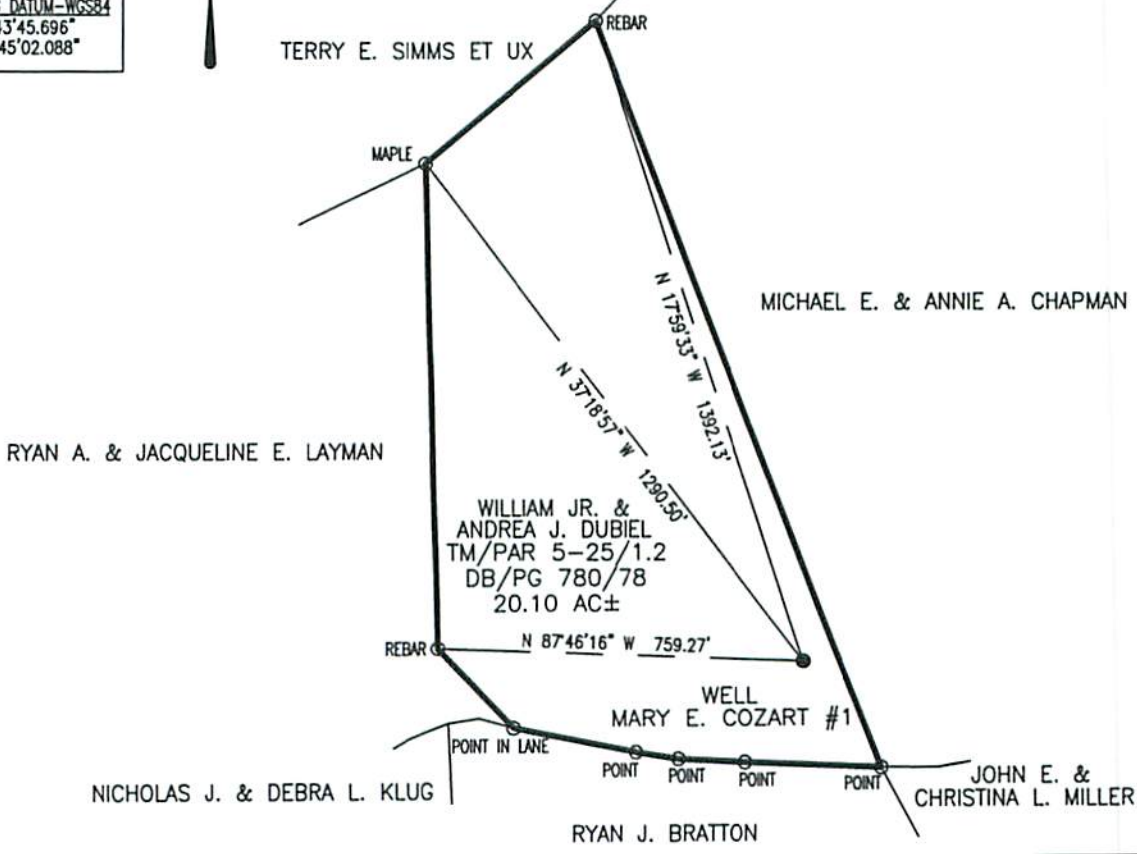 DATUM-WGS84
43'45.696"
45'02.088"
TERRY E. SIMMS ET UX
REBAR
MAPLE
MICHAEL E. & ANNIE A. CHAPMAN
N 17°59'33" W 1392.13'
N 37°18'57" W 1290.50'
RYAN A. & JACQUELINE E. LAYMAN
WILLIAM JR. &
ANDREA J. DUBIEL
TM/PAR 5-25/1.2
DB/PG 780/78
20.10 AC±
REBAR
N 87°46'16" W 759.27'
WELL
MARY E. COZART #1
POINT IN LANE
POINT
POINT
POINT
POINT
NICHOLAS J. & DEBRA L. KLUG
JOHN E. &
CHRISTINA L. MILLER
RYAN J. BRATTON